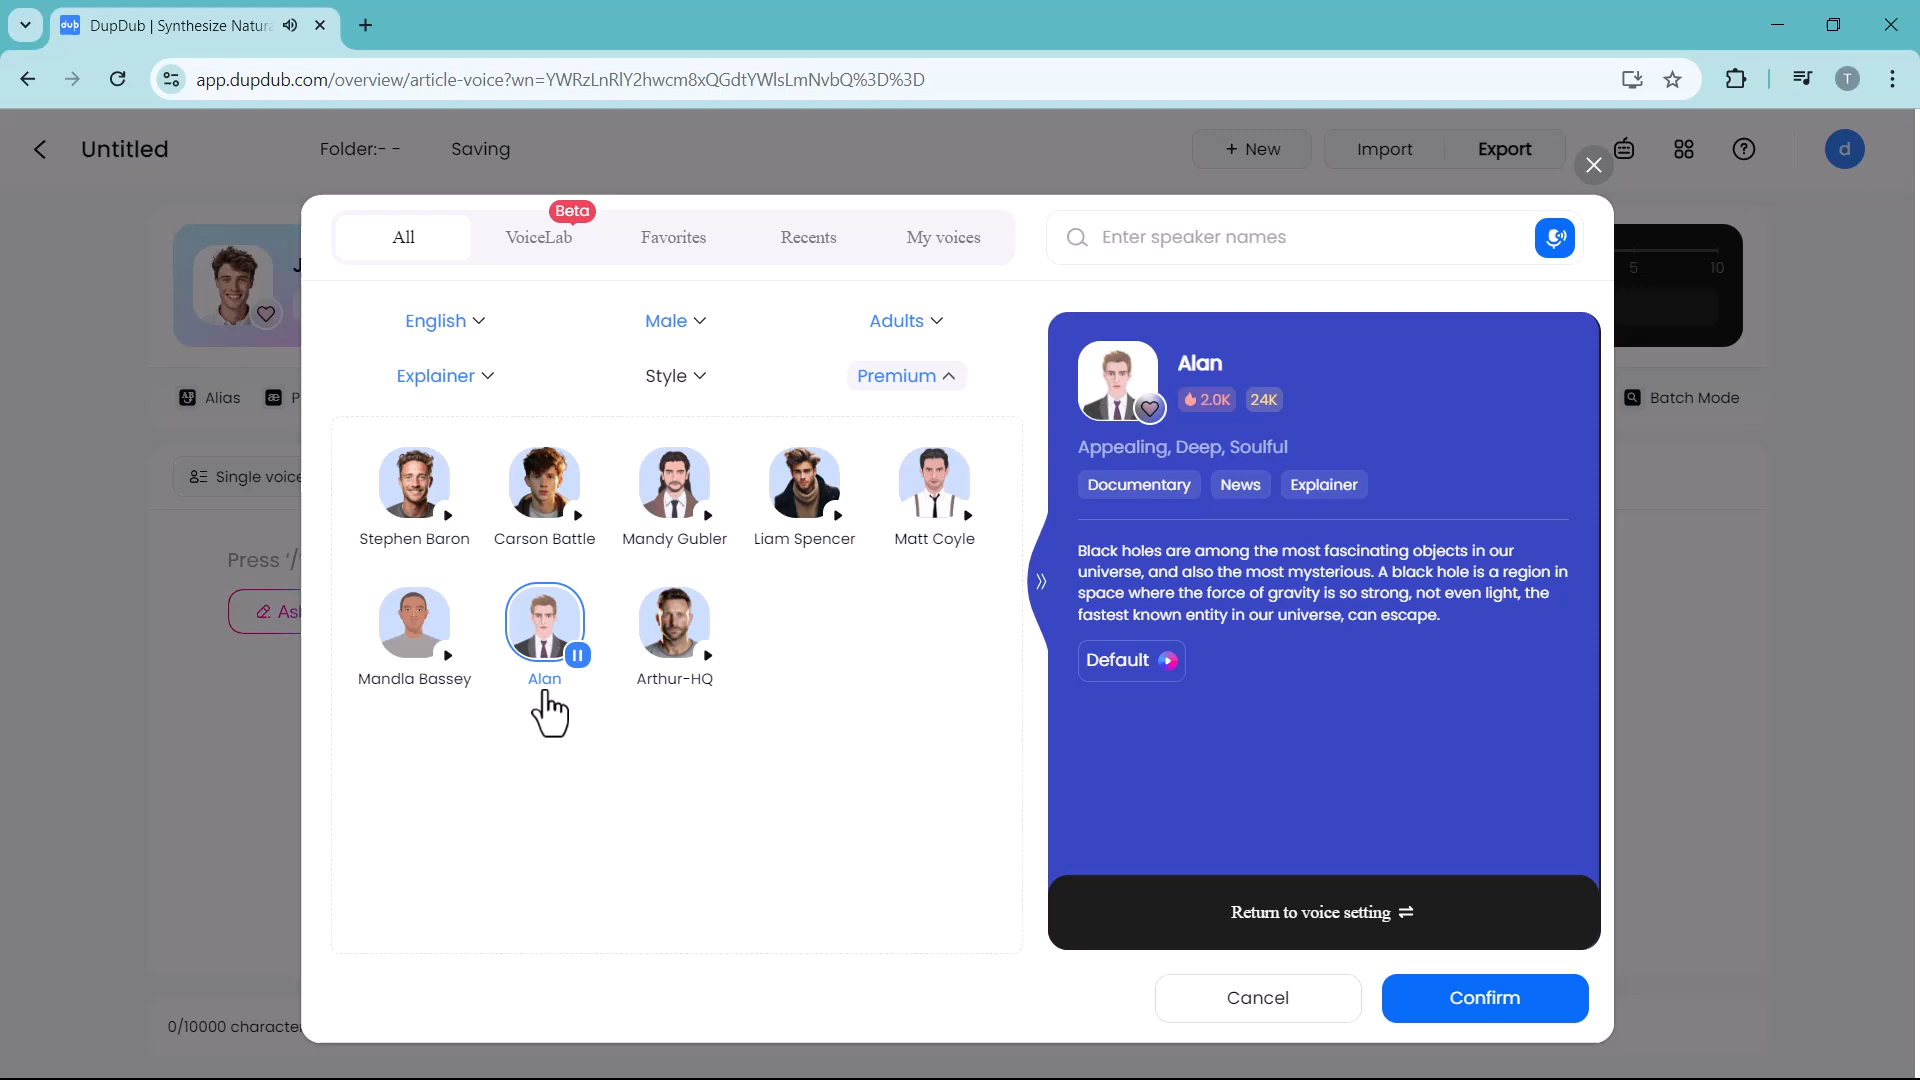 dub DupDub | Synthesize Natura
app.dupdub.com/overview/article-voice?wn=YWRzLnRlY2hwcm8xQGdtYWlsLmNvbQ%3D%3D
T
Untitled
Folder:- -
Saving
+ New
Import
Export
d
All
VoiceLab
Beta
Favorites
Recents
My voices
Enter speaker names
5
10
English
Male
Adults
Explainer
Style
Premium
Alias
Batch Mode
Single voice
Press '/
0/10000 character
Stephen Baron
Carson Battle
Mandy Gubler
Liam Spencer
Matt Coyle
Mandla Bassey
Alan
Arthur-HQ
Alan
2.0K
24K
Appealing, Deep, Soulful
Documentary
News
Explainer
Black holes are among the most fascinating objects in our
universe, and also the most mysterious. A black hole is a region in
space where the force of gravity is so strong, not even light, the
fastest known entity in our universe, can escape.
Default
Return to voice setting
Cancel
Confirm